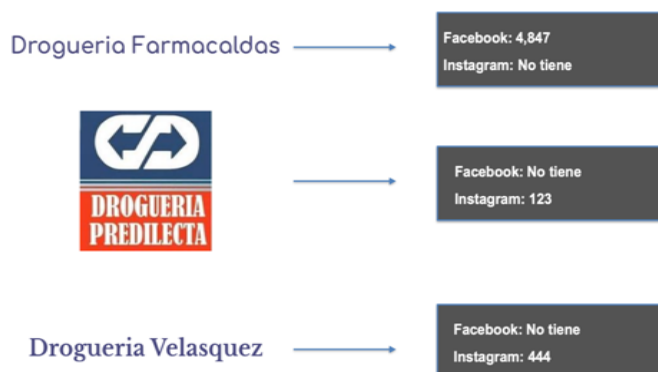 Drogueria Farmacaldas
Facebook: 4,847
Instagram: No tiene
DROGUERIA
PREDILECTA
Facebook: No tiene
Instagram: 123
Drogueria Velasquez
Facebook: No tiene
Instagram: 444